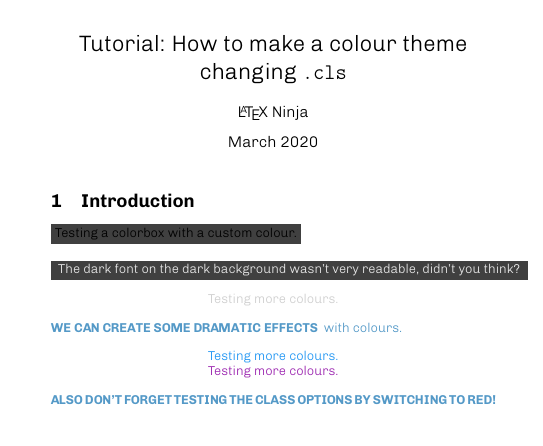 Tutorial: How to make a colour theme
changing .cls
LATEX Ninja
March 2020
1 Introduction
Testing a colorbox with a custom colour,
The dark font on the dark background wasn't very readable, didn't you think?
Testing more colours.
WE CAN CREATE SOME DRAMATIC EFFECTS with colours.
Testing more colours.
Testing more colours.
ALSO DON'T FORGET TESTING THE CLASS OPTIONS BY SWITCHING TO RED!